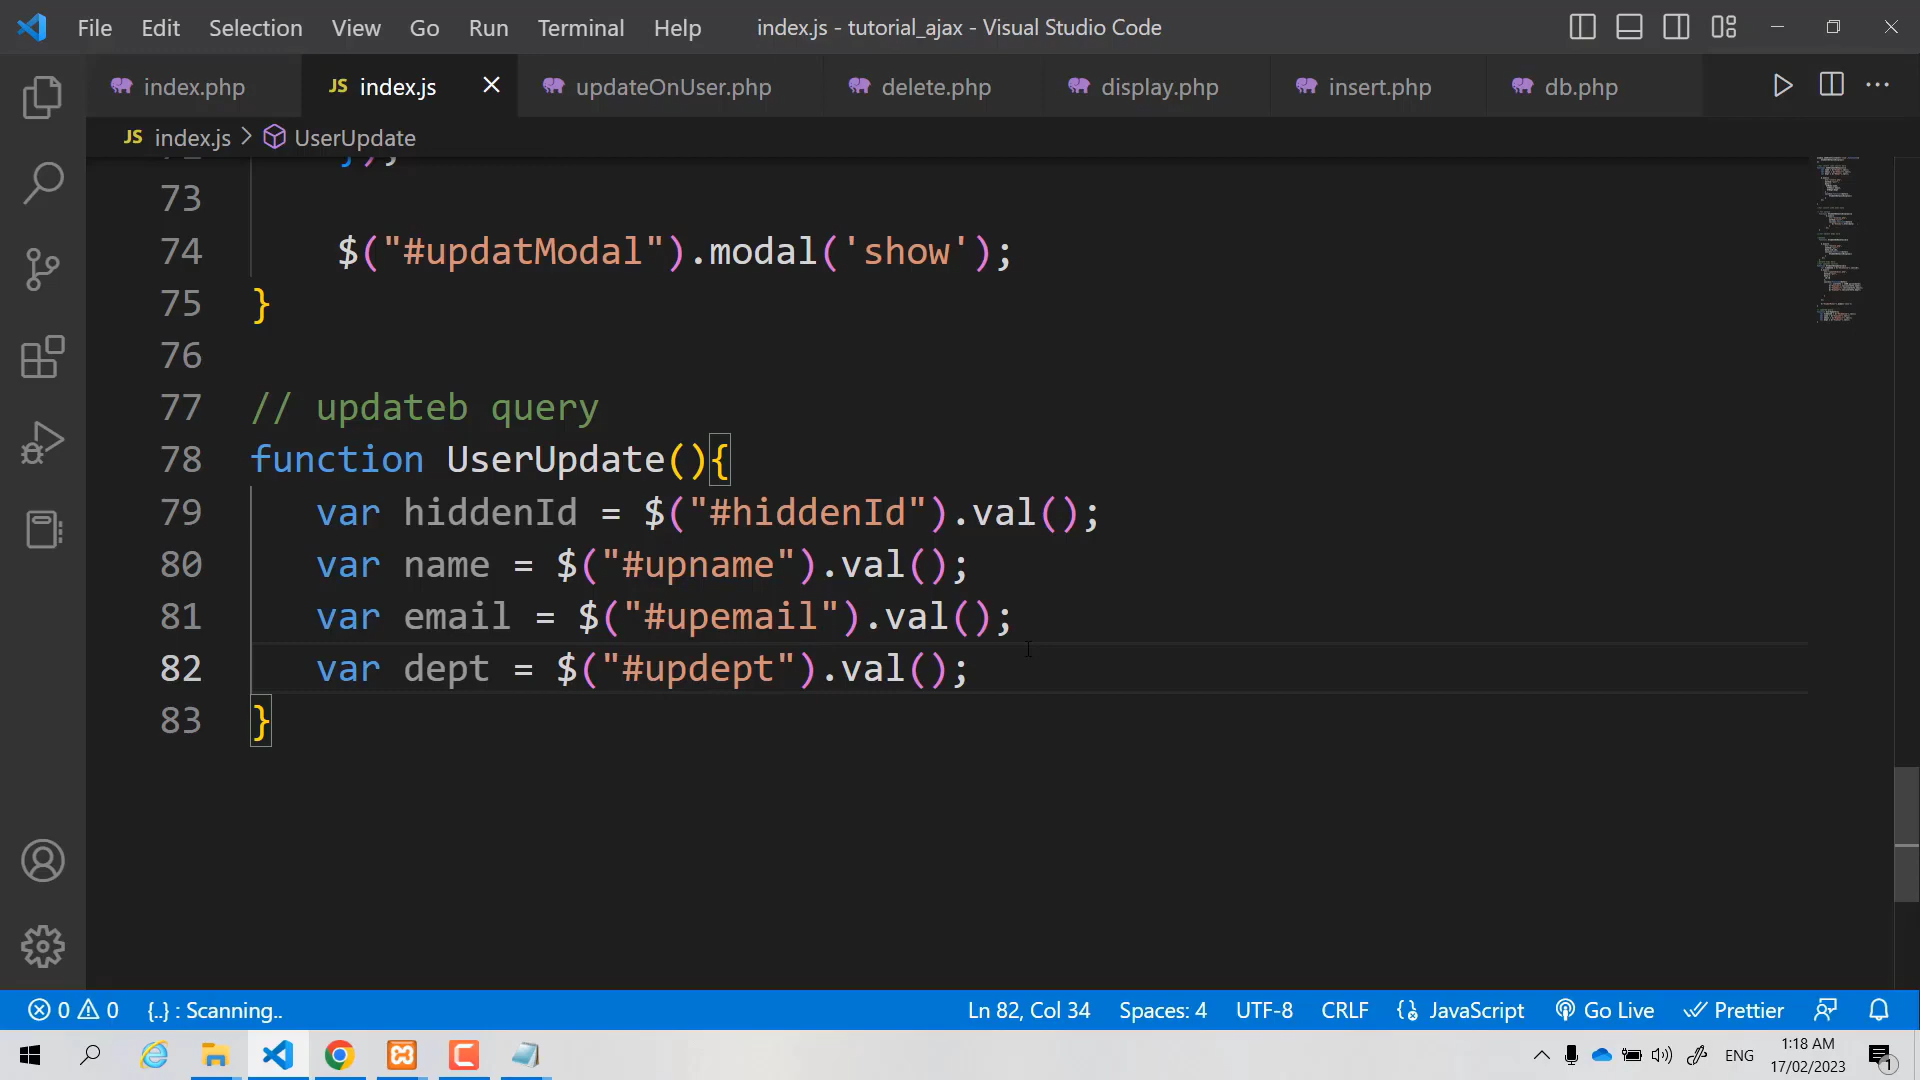 File Edit Selection View Go Run Terminal Help index.js - tutorial_ajax - Visual Studio Code
index.php JS index.js updateOnUser.php delete.php display.php insert.php db.php
JS index.js > UserUpdate
73
74 $("#updatModal").modal('show');
75 }
76
77 // updateb query
78 function UserUpdate(){
79 var hiddenId = $("#hiddenId").val();
80 var name = $("#upname").val();
81 var email = $("#upemail").val();
82 var dept = $("#updept").val();
83 }
0 0 {..} : Scanning.. Ln 82, Col 34 Spaces: 4 UTF-8 CRLF JavaScript Go Live Prettier
ENG 1:18 AM
17/02/2023 1